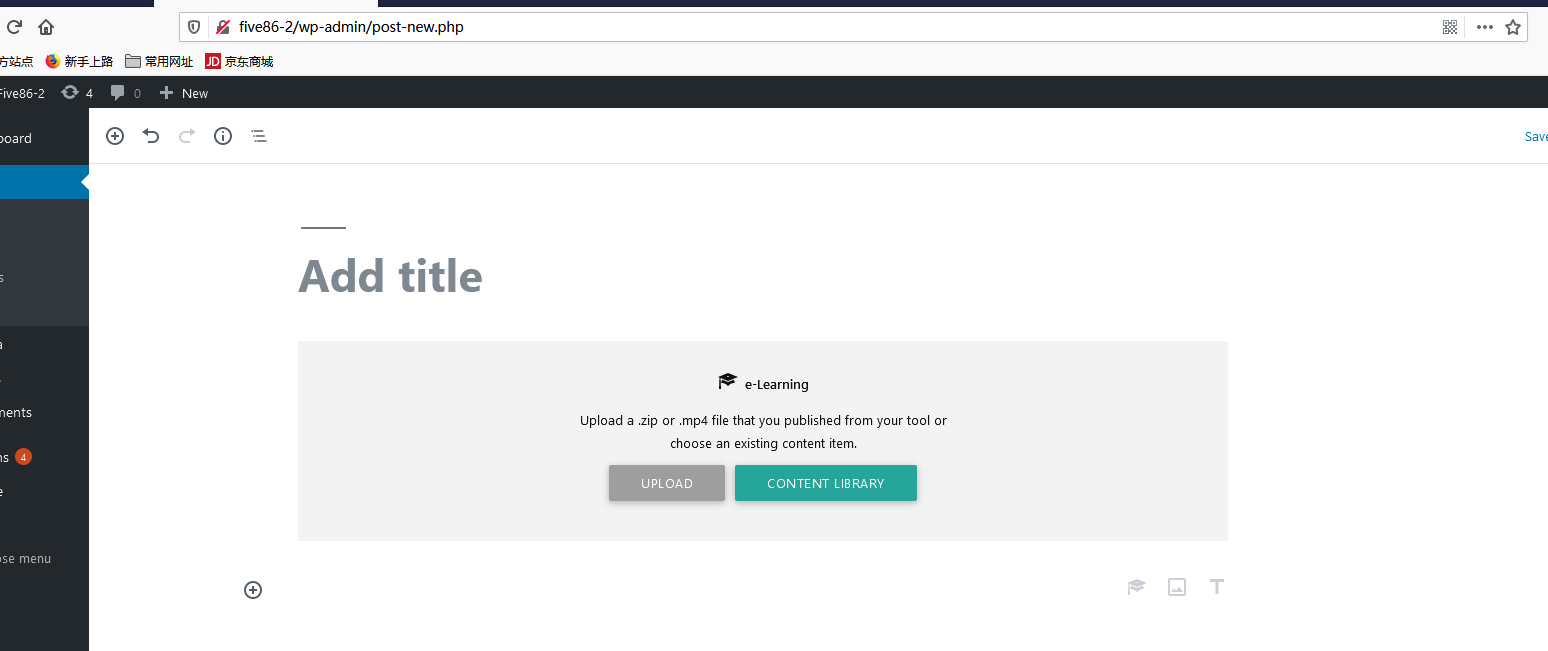 five86-2/wp-admin/post-new.php
方站点 新手上路 常用网址 JD 京东商城
Five86-2 4 0 New
board
Save
Add title
s
a
e-Learning
ments
Upload a .zip or .mp4 file that you published from your tool or
choose an existing content item.
ns 4
UPLOAD CONTENT LIBRARY
e
ose menu
T